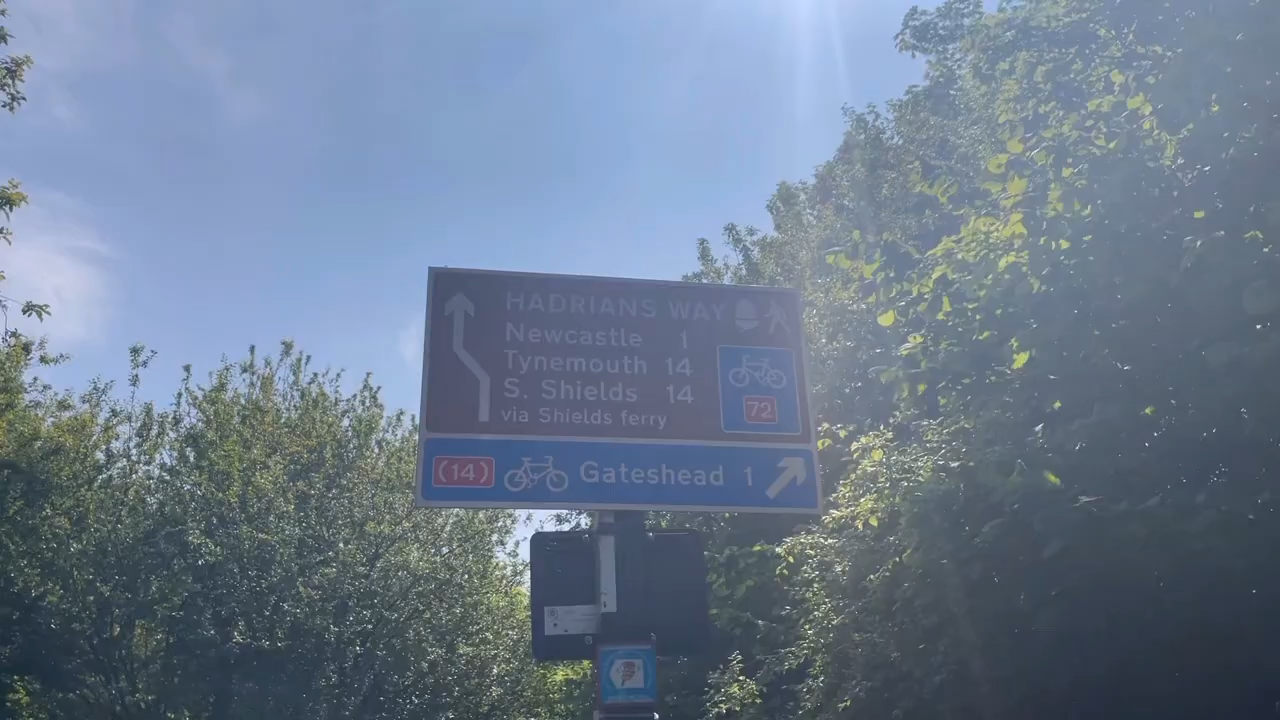 HADRIANS WAY
Newcastle 1
Tynemouth 14
S. Shields 14
via Shields ferry
72
(14) Gateshead 1